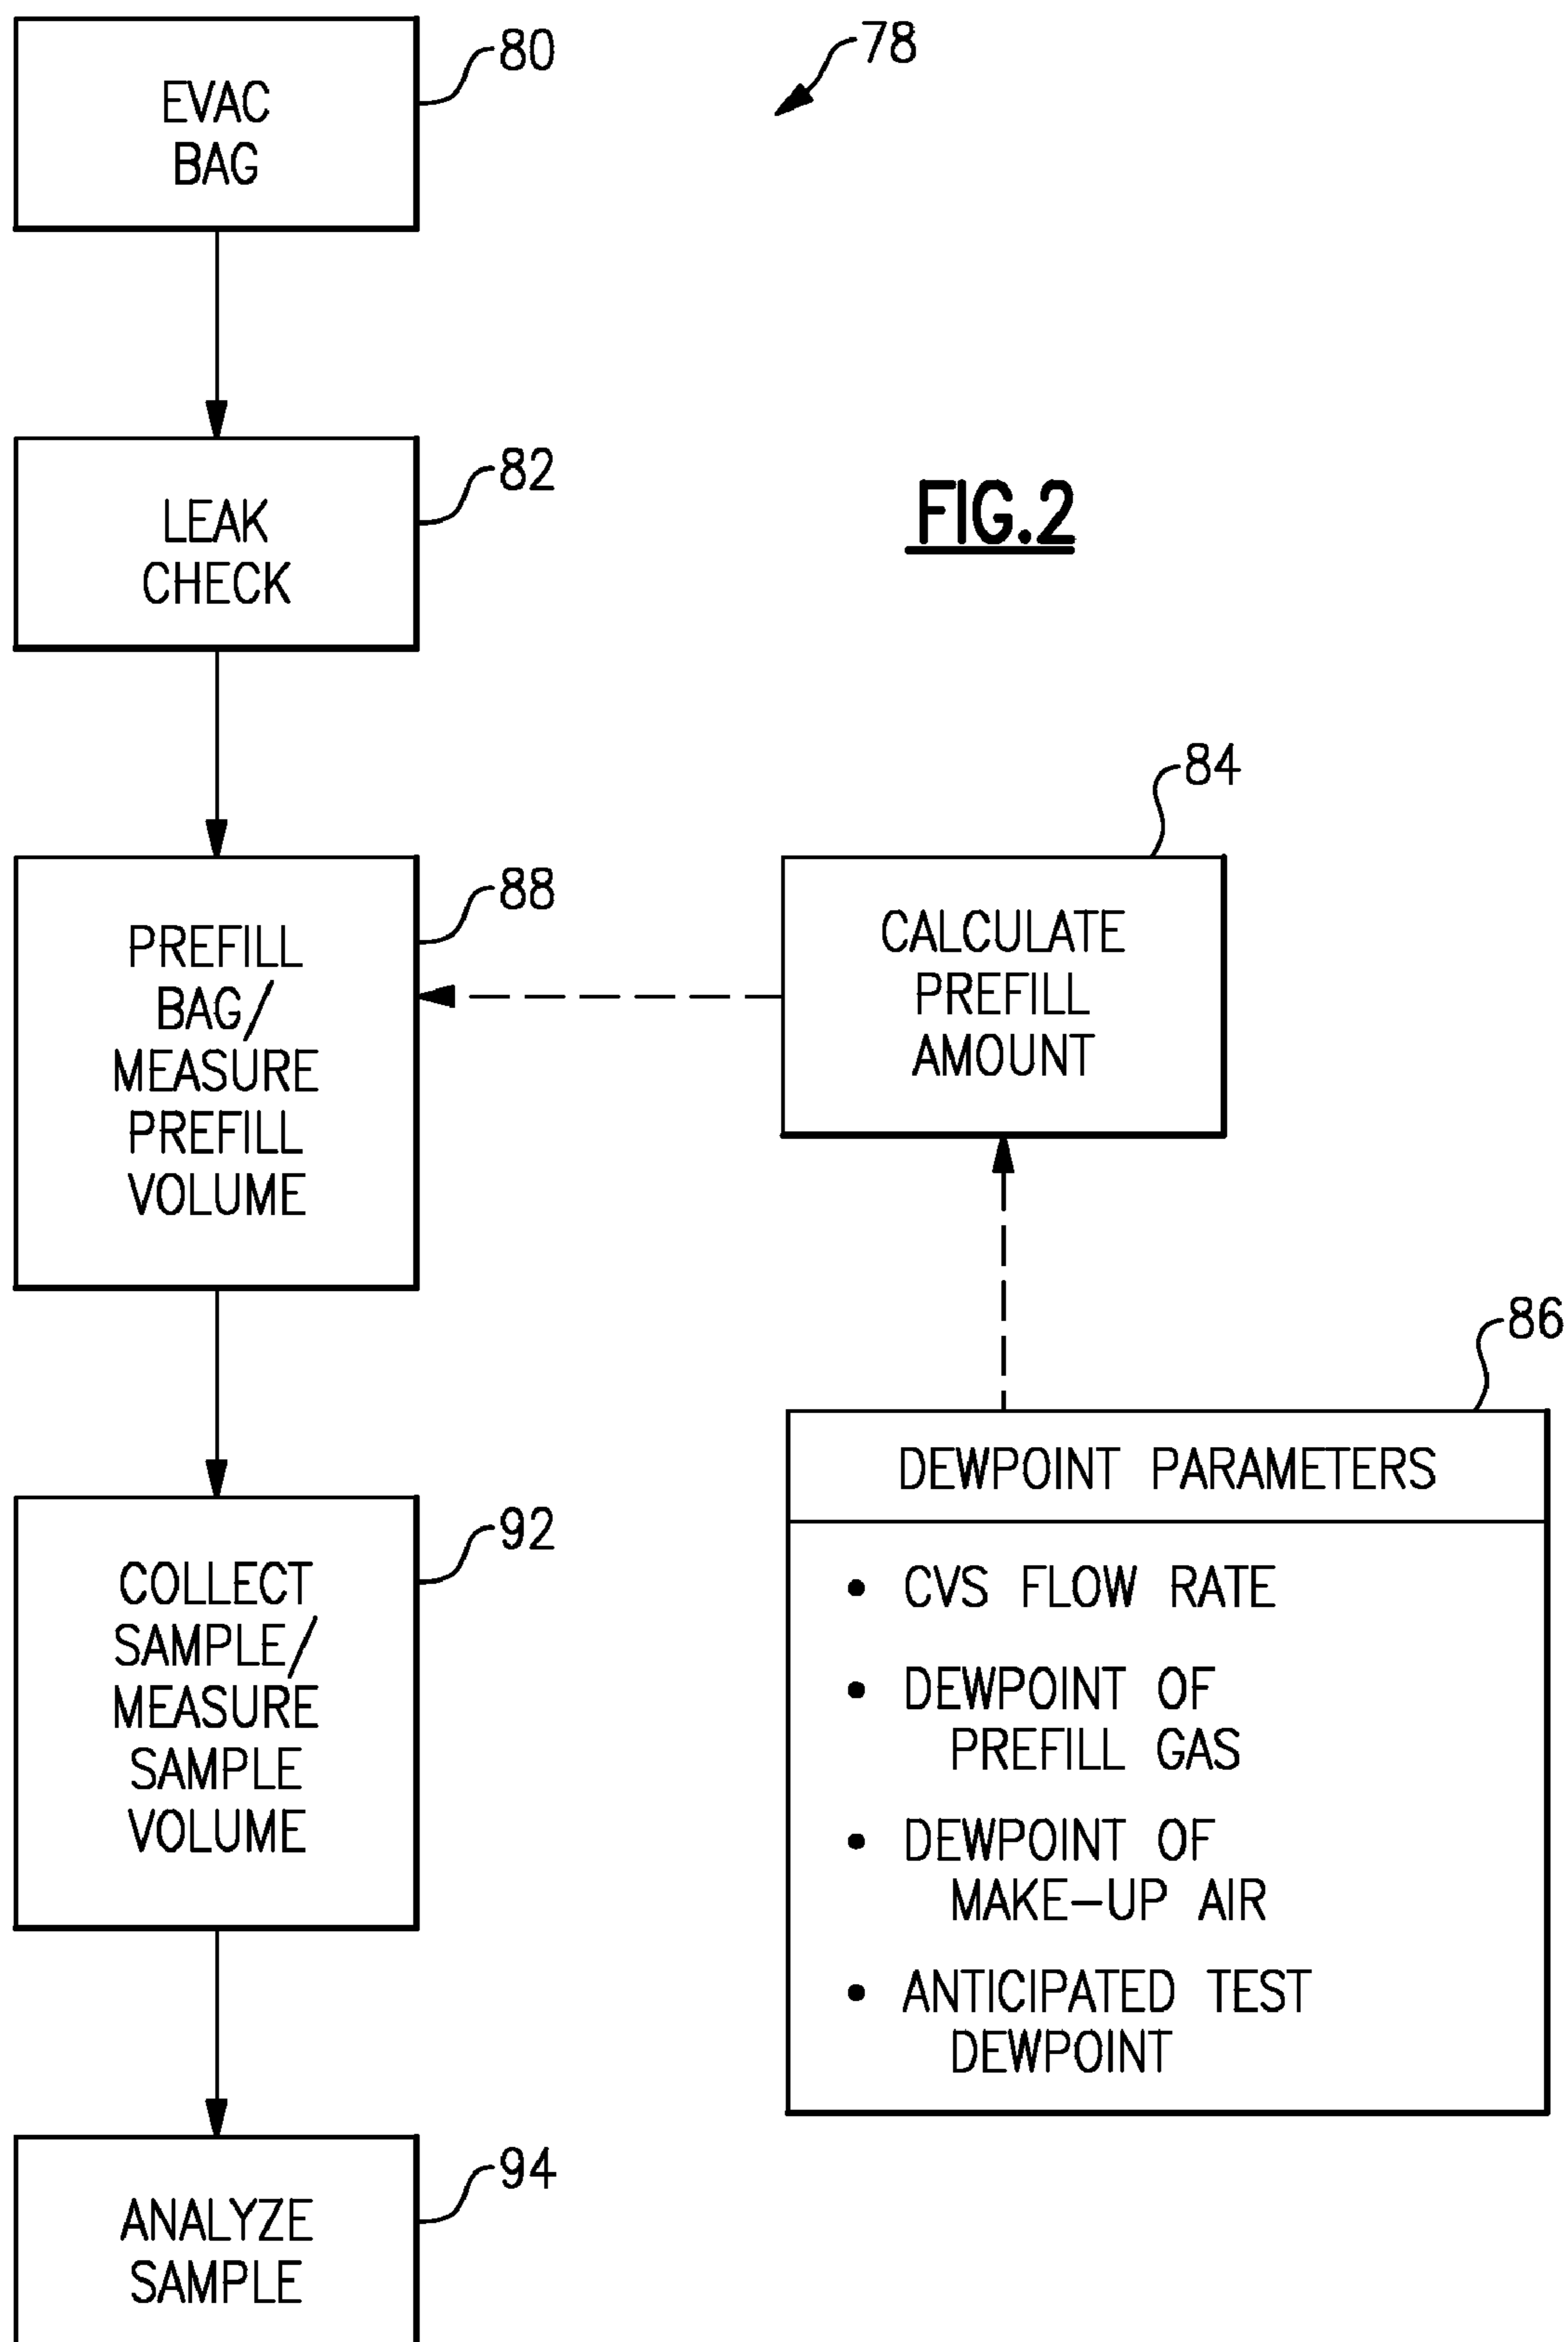 EVAC
BAG
80
78
LEAK
CHECK
82
FIG.2
PREFILL
BAG/
MEASURE
PREFILL
VOLUME
88
CALCULATE
PREFILL
AMOUNT
84
COLLECT
SAMPLE/
MEASURE
SAMPLE
VOLUME
92
86
DEWPOINT PARAMETERS
• CVS FLOW RATE
• DEWPOINT OF
PREFILL GAS
• DEWPOINT OF
MAKE-UP AIR
• ANTICIPATED TEST
DEWPOINT
ANALYZE
SAMPLE
94